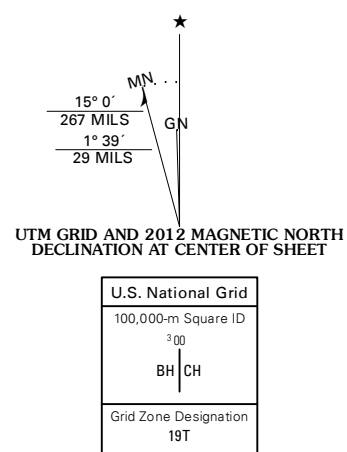 ★
MN
15° 0´
267 MILS
GN
1° 39´
29 MILS
UTM GRID AND 2012 MAGNETIC NORTH
DECLINATION AT CENTER OF SHEET
U.S. National Grid
100,000-m Square ID
³00
BH CH
Grid Zone Designation
19T